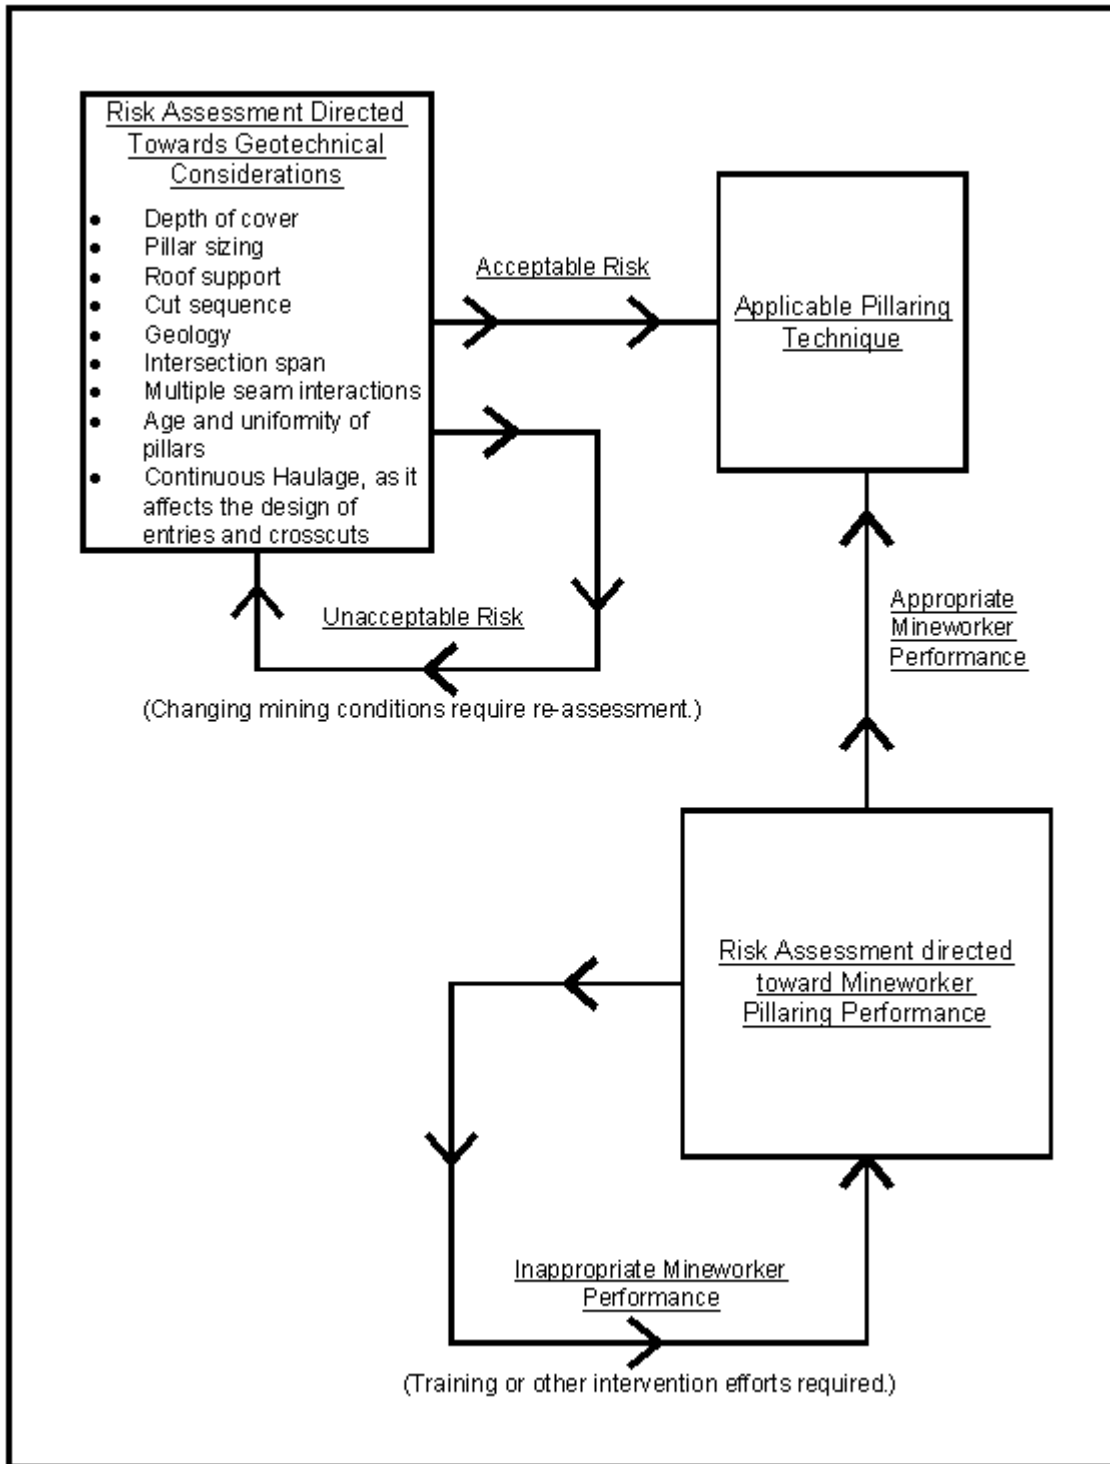 Risk Assessment Directed
Towards Geotechnical
Considerations
• Depth of cover
• Pillar sizing
• Roof support
• Cut sequence
• Geology
• Intersection span
• Multiple seam interactions
• Age and uniformity of
pillars
• Continuous Haulage, as it
affects the design of
entries and crosscuts
Acceptable Risk
Applicable Pillaring
Technique
Unacceptable Risk
(Changing mining conditions require re-assessment.)
Appropriate
Mineworker
Performance
Risk Assessment directed
toward Mineworker
Pillaring Performance
Inappropriate Mineworker
Performance
(Training or other intervention efforts required.)